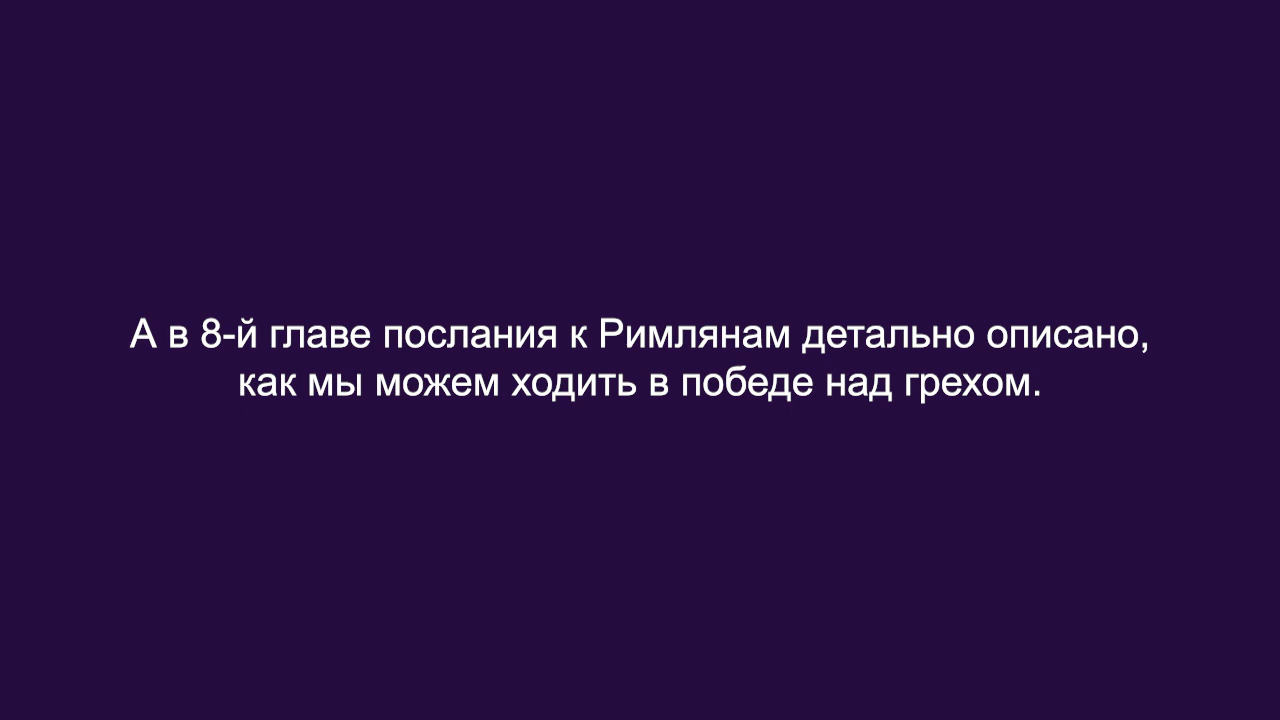 А в 8-й главе послания к Римлянам детально описано,
как мы можем ходить в победе над грехом.